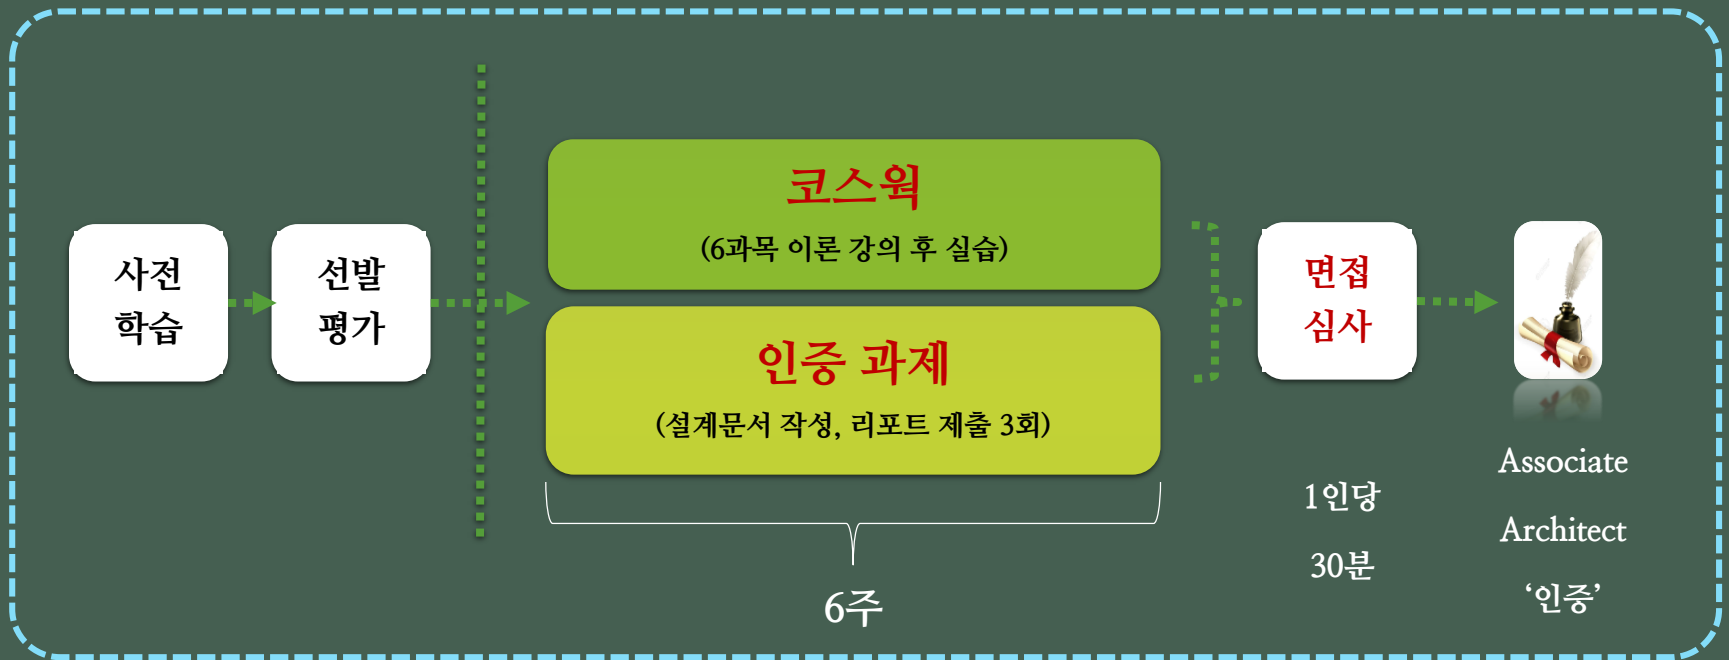 사전
학습
선발
평가
코스웍
(6과목 이론 강의 후 실습)
인증 과제
(설계문서 작성, 리포트 제출 3회)
6주
면접
심사
1인당
30분
Associate
Architect
‘인증’